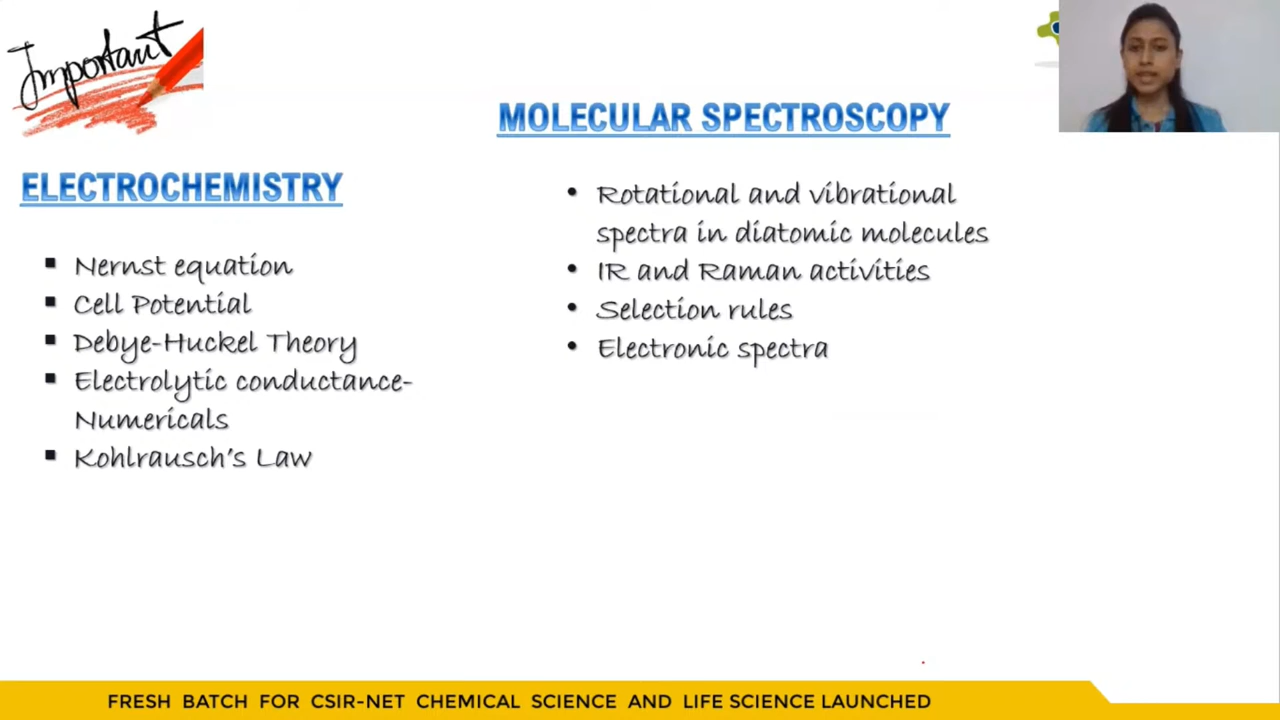 Important
MOLECULAR SPECTROSCOPY
ELECTROCHEMISTRY
• Rotational and vibrational
spectra in diatomic molecules
• IR and Raman activities
• Selection rules
• Electronic spectra
▪ Nernst equation
▪ Cell Potential
▪ Debye-Huckel Theory
▪ Electrolytic conductance-
Numericals
▪ Kohlrausch's Law
FRESH BATCH FOR CSIR-NET CHEMICAL SCIENCE AND LIFE SCIENCE LAUNCHED